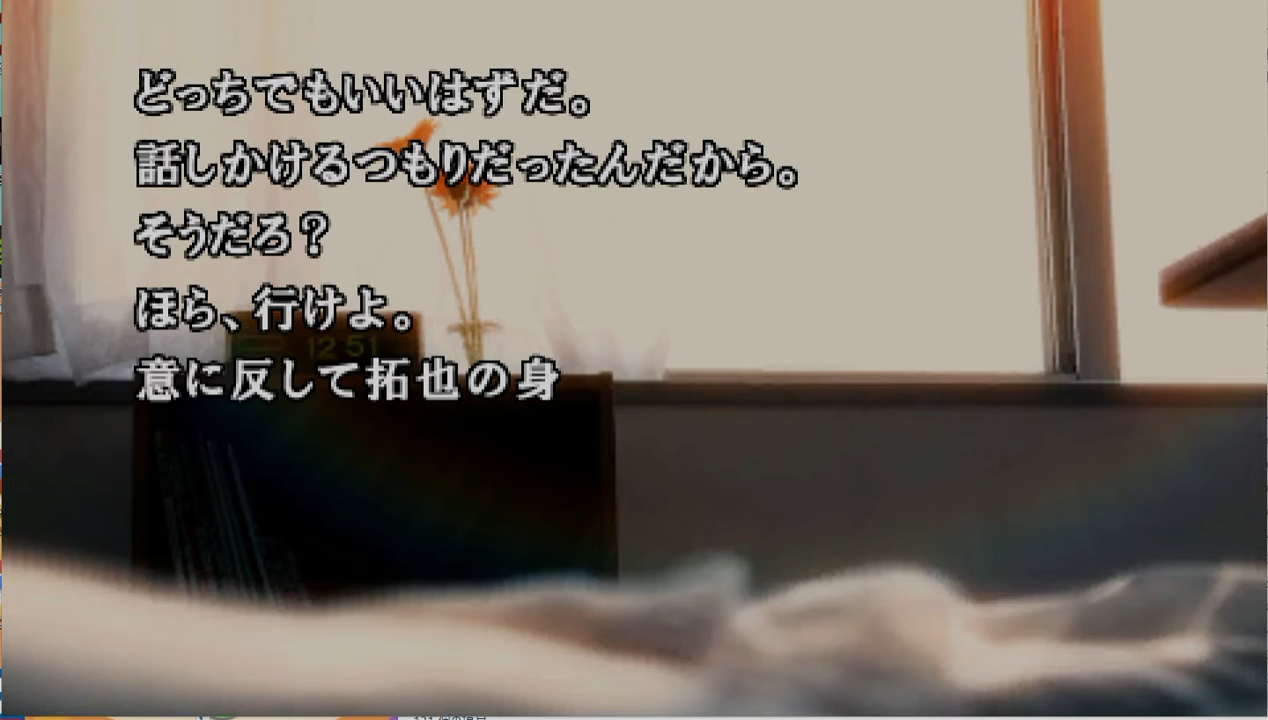 どっちでもいいはずだ。
話しかけるつもりだったんだから。
そうだろ？
ほら、行けよ。
意に反して拓也の身
12:51